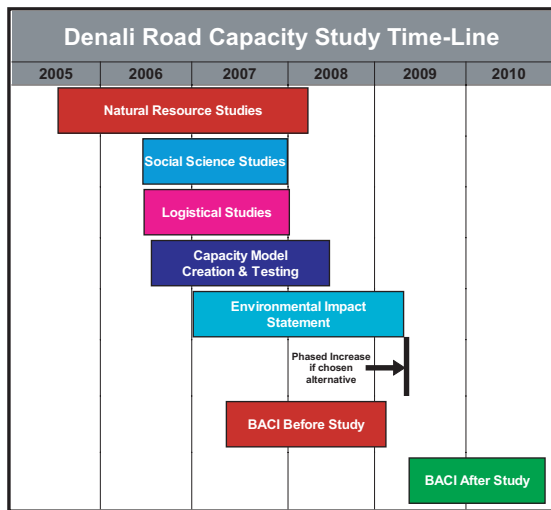 Denali Road Capacity Study Time-Line
2005 2006 2007 2008 2009 2010
Natural Resource Studies
Social Science Studies
Logistical Studies
Capacity Model
Creation & Testing
Environmental Impact
Statement
Phased Increase
if chosen
alternative
BACI Before Study
BACI After Study